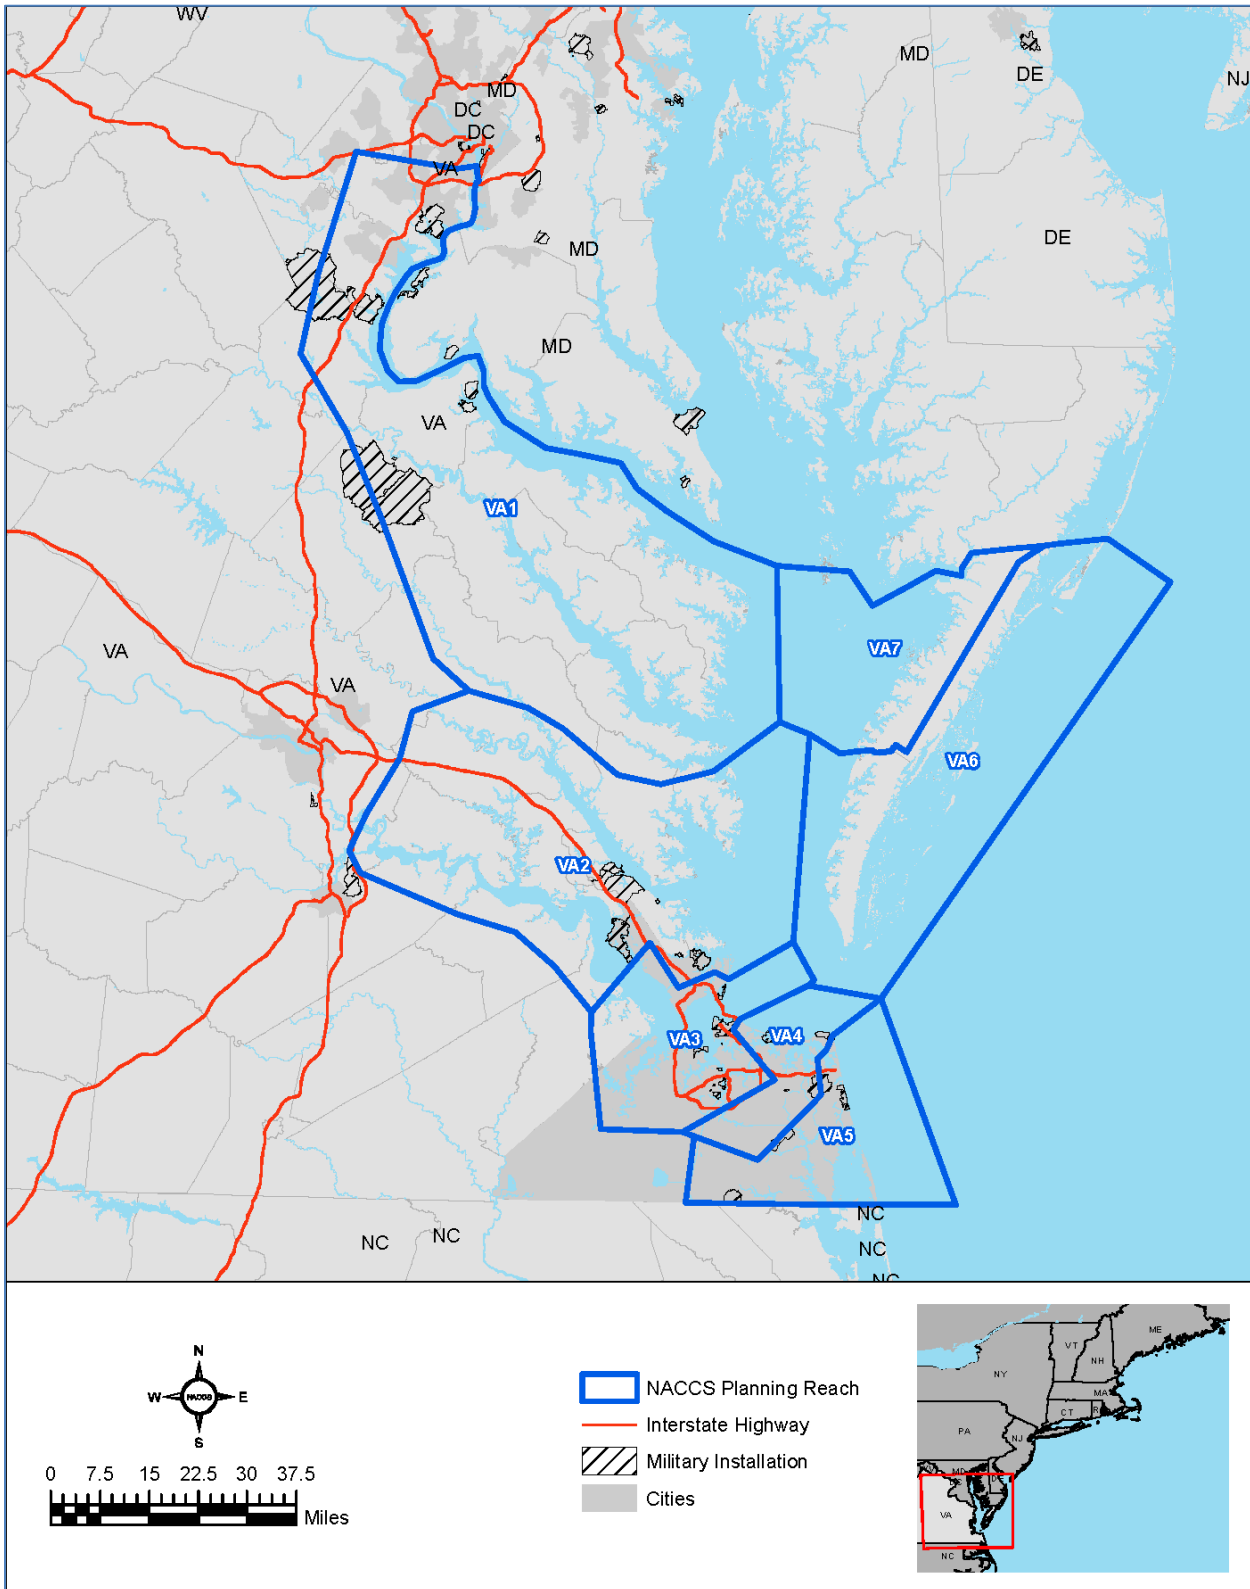 WV
MD
MD
DE
NJ
DC
DC
VA
MD
DE
MD
VA
VA1
VA7
VA
VA
VA6
VA2
VA3
VA4
VA5
NC
NC
NC
NC
NC
N
W
NACCS
E
S
0 7.5 15 22.5 30 37.5
Miles
NACCS Planning Reach
Interstate Highway
Military Installation
Cities
ME
VT
NH
NY
MA
CT
PA
NJ
MD
VA
NC